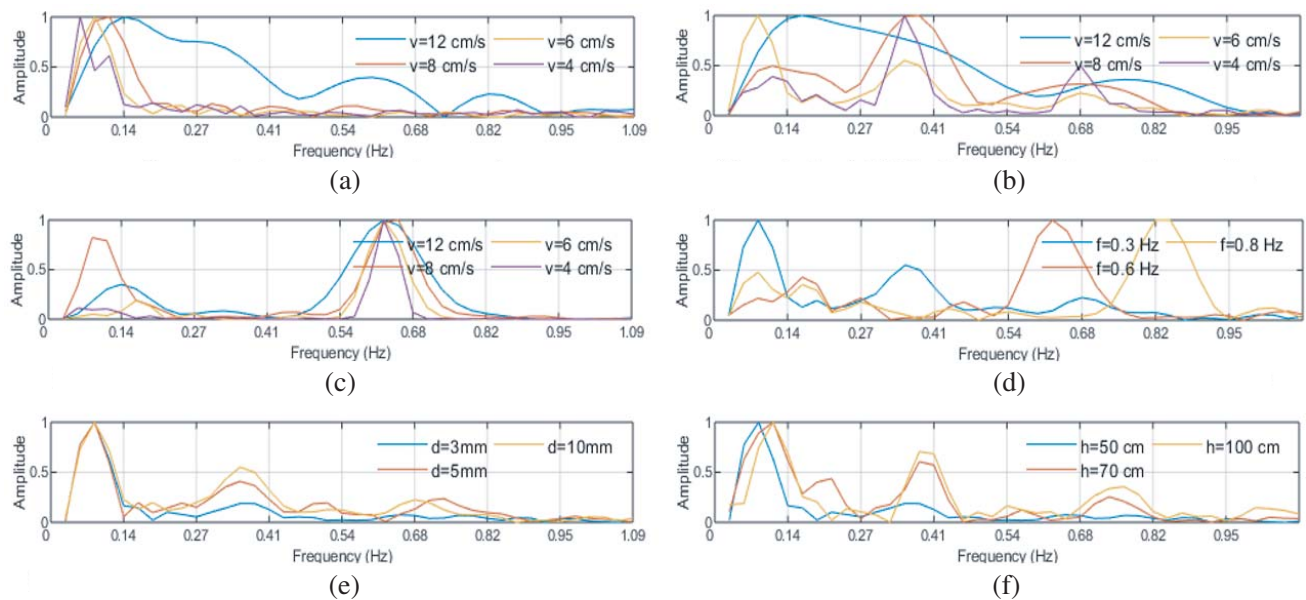 1
0.5
0
Amplitude
v=12 cm/s
v=6 cm/s
v=8 cm/s
v=4 cm/s
0 0.14 0.27 0.41 0.54 0.68 0.82 0.95 1.09
Frequency (Hz)
(a)
1
0.5
0
Amplitude
v=12 cm/s
v=6 cm/s
v=8 cm/s
v=4 cm/s
0 0.14 0.27 0.41 0.54 0.68 0.82 0.95
Frequency (Hz)
(b)
1
0.5
0
Amplitude
v=12 cm/s
v=6 cm/s
v=8 cm/s
v=4 cm/s
0 0.14 0.27 0.41 0.54 0.68 0.82 0.95 1.09
Frequency (Hz)
(c)
1
0.5
0
Amplitude
f=0.3 Hz
f=0.8 Hz
f=0.6 Hz
0 0.14 0.27 0.41 0.54 0.68 0.82 0.95
Frequency (Hz)
(d)
1
0.5
0
Amplitude
d=3mm
d=10mm
d=5mm
0 0.14 0.27 0.41 0.54 0.68 0.82 0.95 1.09
Frequency (Hz)
(e)
1
0.5
0
Amplitude
h=50 cm
h=100 cm
h=70 cm
0 0.14 0.27 0.41 0.54 0.68 0.82 0.95
Frequency (Hz)
(f)